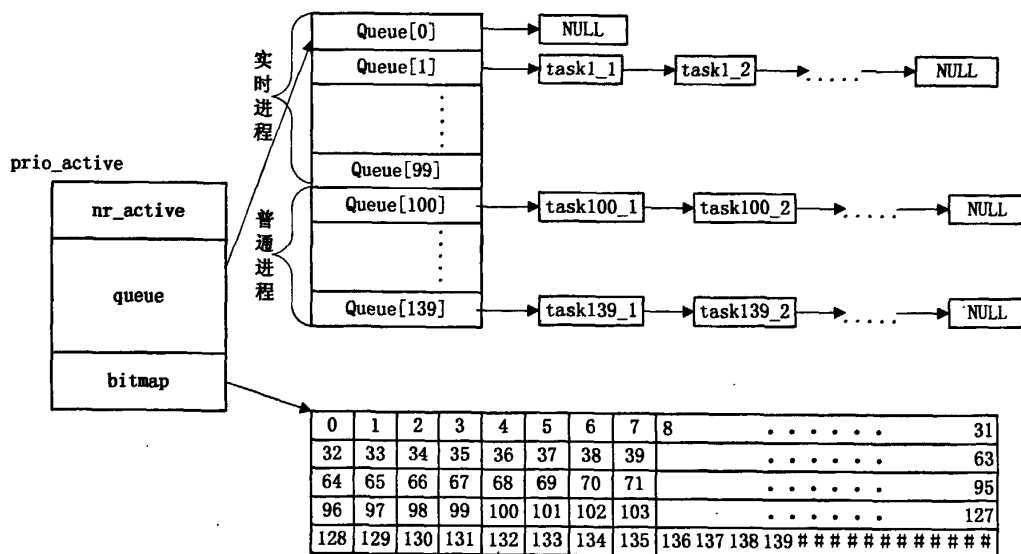 Queue[0] NULL
Queue[1] task1_1 task1_2 ..... NULL
实时进程
Queue[99]
prio_active
nr_active
queue
bitmap
Queue[100] task100_1 task100_2 ..... NULL
普通进程
Queue[139] task139_1 task139_2 ..... NULL
0 1 2 3 4 5 6 7 8 ...... 31
32 33 34 35 36 37 38 39 ...... 63
64 65 66 67 68 69 70 71 ...... 95
96 97 98 99 100 101 102 103 ...... 127
128 129 130 131 132 133 134 135 136 137 138 139 # # # # # # # # # # # #